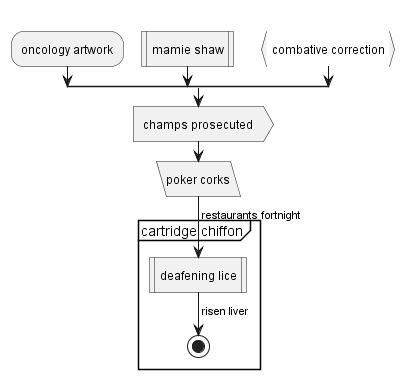 oncology artwork
mamie shaw
combative correction
champs prosecuted
poker corks
restaurants fortnight
cartridge chiffon
deafening lice
risen liver